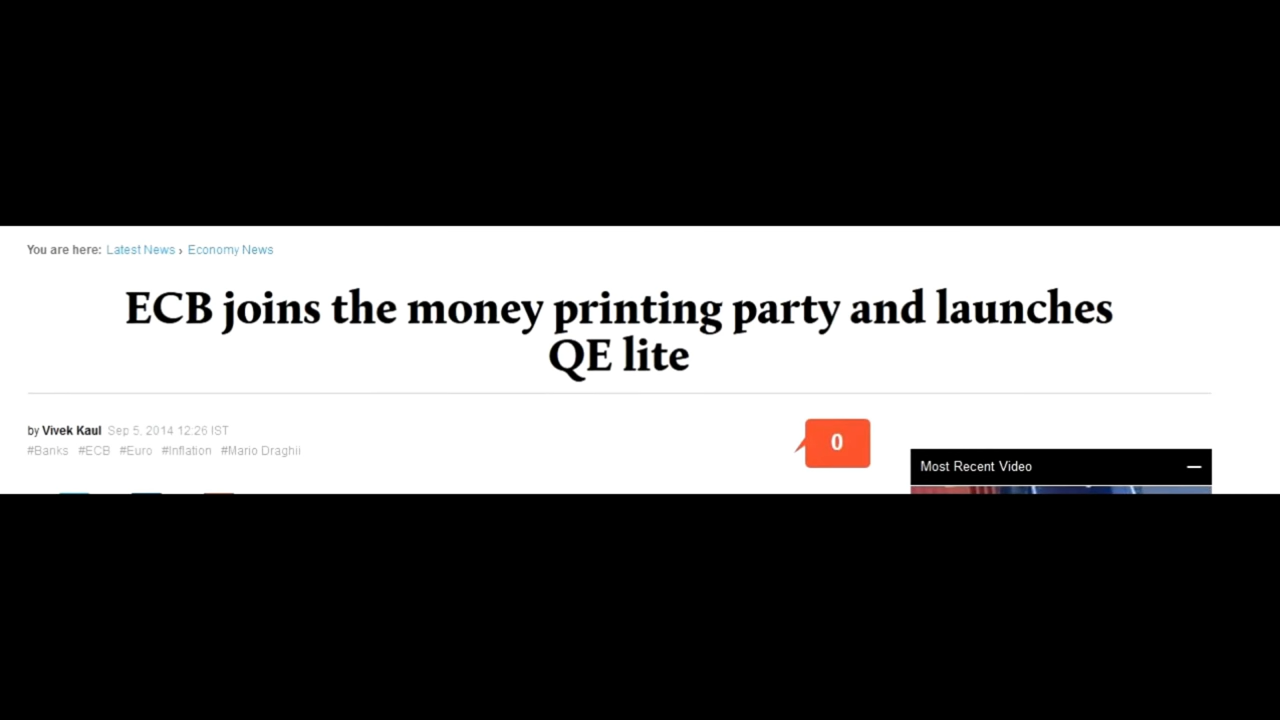 You are here: Latest News › Economy News
ECB joins the money printing party and launches
QE lite
by Vivek Kaul Sep 5, 2014 12:26 IST
#Banks #ECB #Euro #Inflation #Mario Draghii
0
Most Recent Video